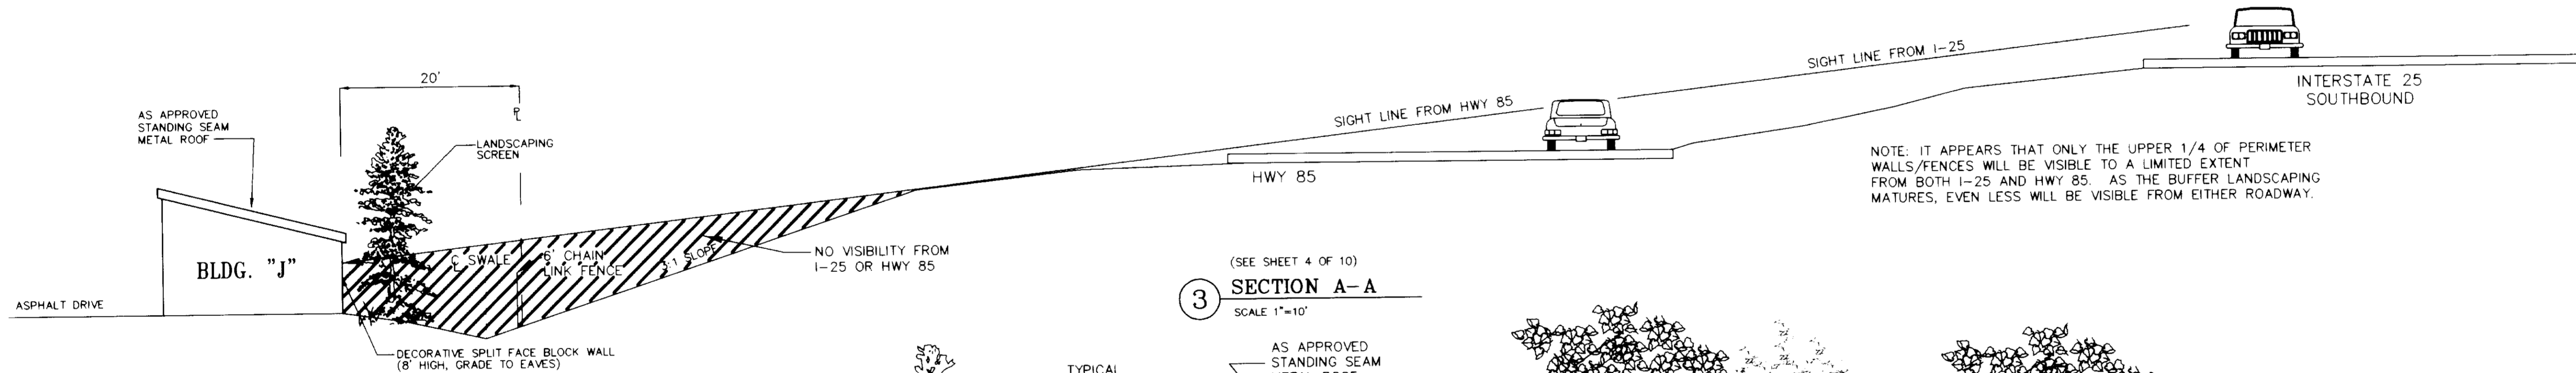 SIGHT LINE FROM I-25
INTERSTATE 25
SOUTHBOUND
20'
PL
AS APPROVED
STANDING SEAM
METAL ROOF
LANDSCAPING
SCREEN
SIGHT LINE FROM HWY 85
HWY 85
NOTE: IT APPEARS THAT ONLY THE UPPER 1/4 OF PERIMETER
WALLS/FENCES WILL BE VISIBLE TO A LIMITED EXTENT
FROM BOTH I-25 AND HWY 85. AS THE BUFFER LANDSCAPING
MATURES, EVEN LESS WILL BE VISIBLE FROM EITHER ROADWAY.
BLDG. "J"
CL SWALE
6' CHAIN
LINK FENCE
3:1 SLOPE
NO VISIBILITY FROM
I-25 OR HWY 85
ASPHALT DRIVE
(SEE SHEET 4 OF 10)
3 SECTION A-A
SCALE 1"=10'
DECORATIVE SPLIT FACE BLOCK WALL
(8' HIGH, GRADE TO EAVES)
TYPICAL
AS APPROVED
STANDING SEAM